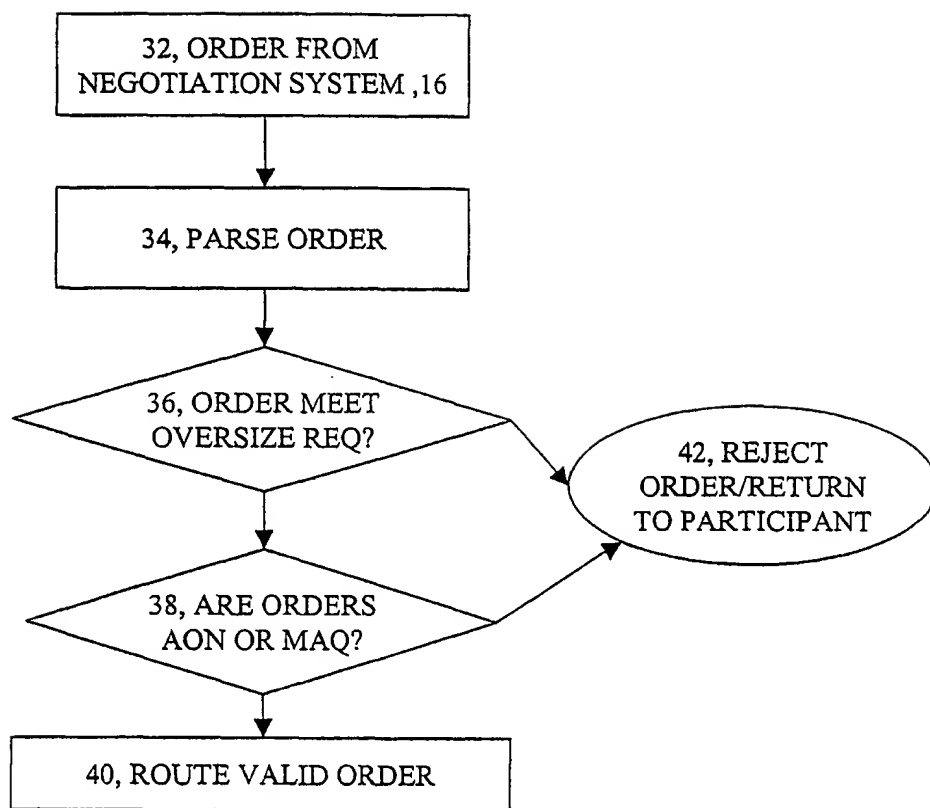 32, ORDER FROM
NEGOTIATION SYSTEM ,16
34, PARSE ORDER
36, ORDER MEET
OVERSIZE REQ?
42, REJECT
ORDER/RETURN
TO PARTICIPANT
38, ARE ORDERS
AON OR MAQ?
40, ROUTE VALID ORDER